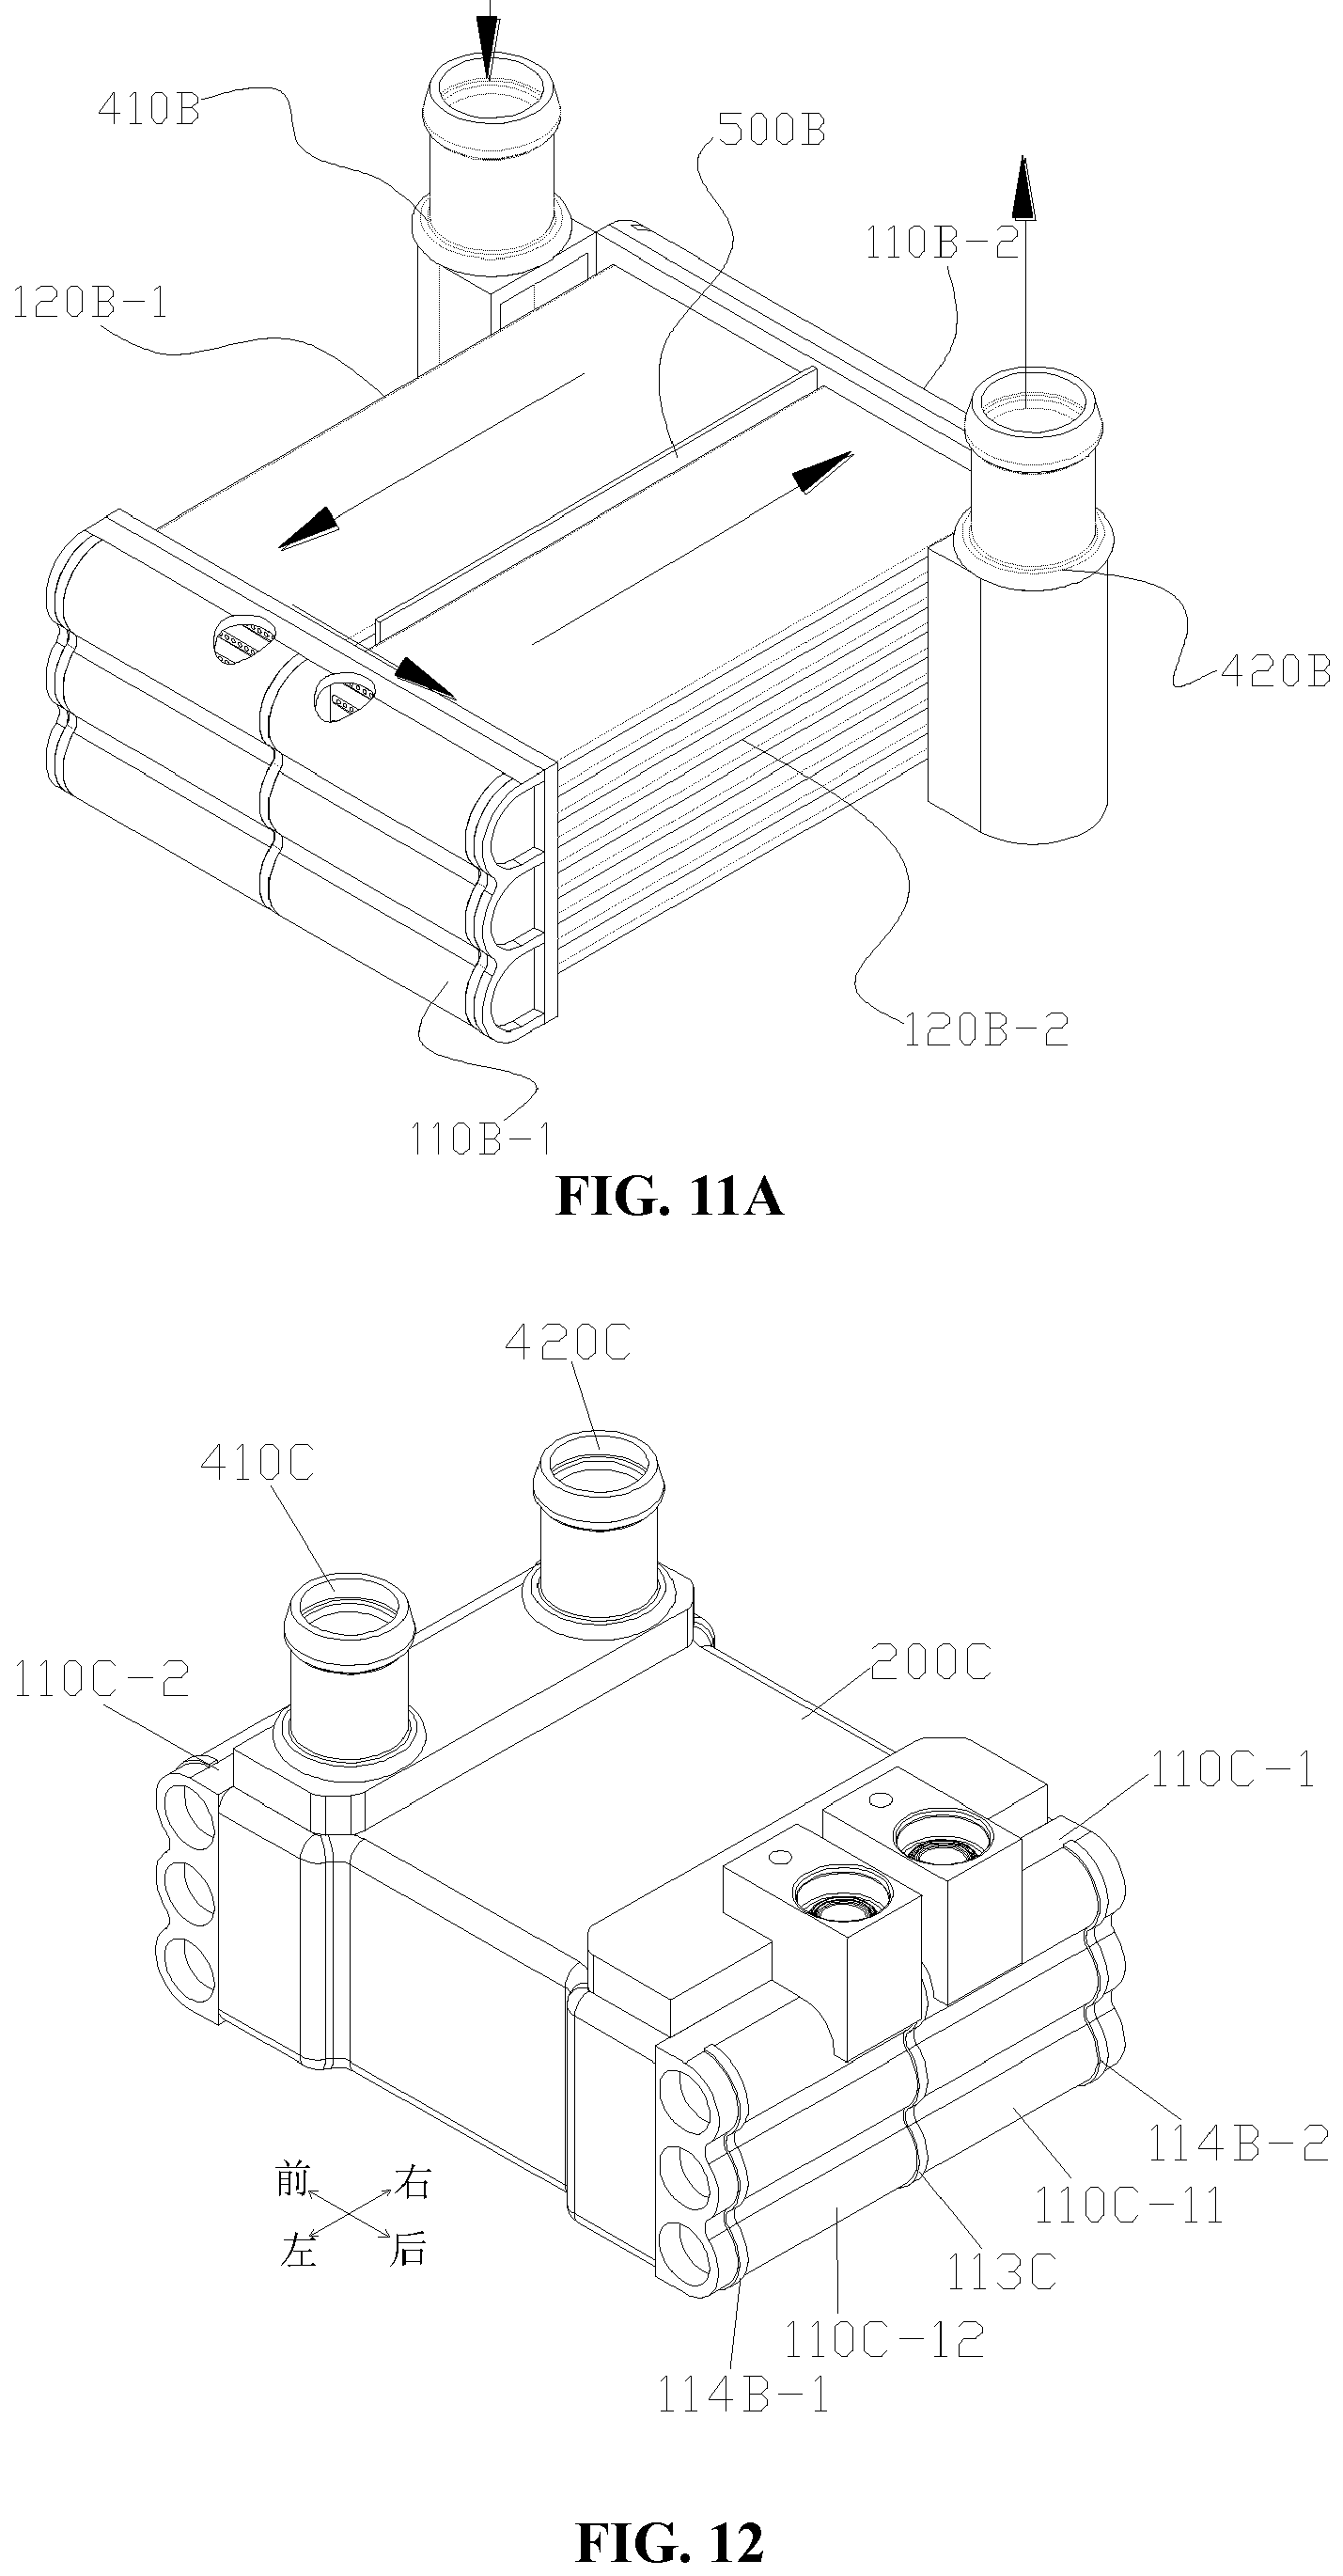 410B
500B
110B-2
120B-1
420B
120B-2
110B-1
FIG. 11A
420C
410C
200C
110C-2
110C-1
114B-2
前 右
110C-11
左 后
113C
110C-12
114B-1
FIG. 12